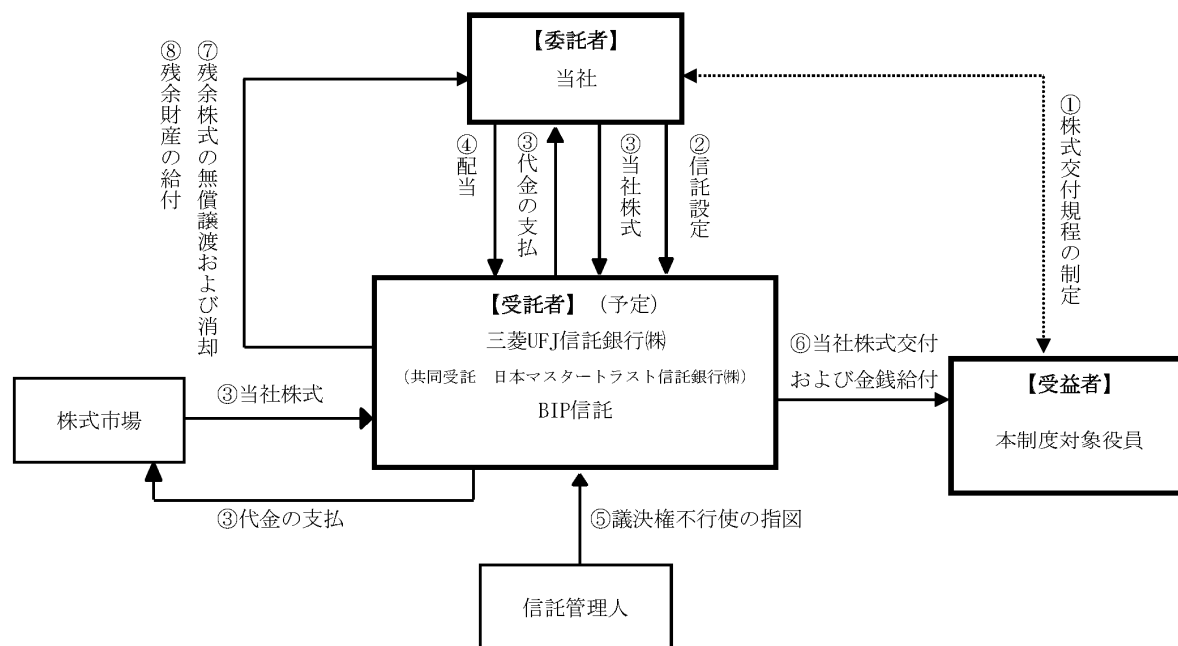 【委託者】
当社
⑧残余財産の給付
⑦残余株式の無償譲渡および消却
④配当
③代金の支払
③当社株式
②信託設定
①株式交付規程の制定
【受託者】（予定）
三菱UFJ信託銀行㈱
（共同受託　日本マスタートラスト信託銀行㈱）
BIP信託
⑥当社株式交付
および金銭給付
【受益者】
本制度対象役員
株式市場
③当社株式
③代金の支払
⑤議決権不行使の指図
信託管理人